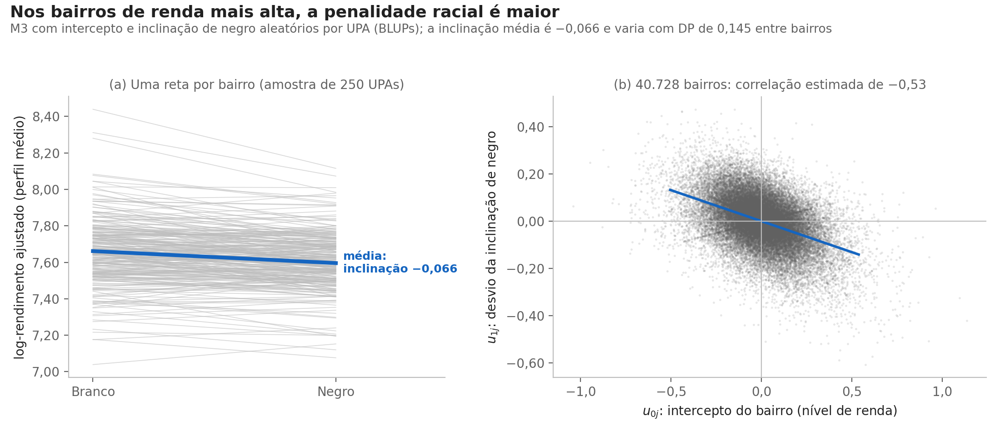 Nos bairros de renda mais alta, a penalidade racial é maior
M3 com intercepto e inclinação de negro aleatórios por UPA (BLUPs); a inclinação média é −0,066 e varia com DP de 0,145 entre bairros
(a) Uma reta por bairro (amostra de 250 UPAs)
log-rendimento ajustado (perfil médio)
8,40
8,20
8,00
7,80
7,60
7,40
7,20
7,00
Branco
Negro
média:
inclinação −0,066
(b) 40.728 bairros: correlação estimada de −0,53
u1j: desvio da inclinação de negro
0,40
0,20
0,00
−0,20
−0,40
−0,60
−1,0
−0,5
0,0
0,5
1,0
u0j: intercepto do bairro (nível de renda)